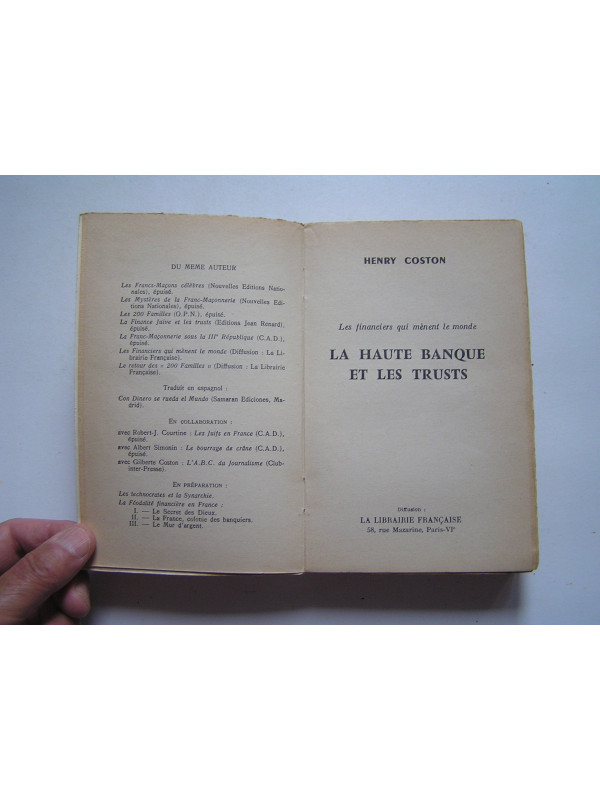 DU MEME AUTEUR
Les Francs-Maçons célèbres (Nouvelles Editions Natio-
nales), épuisé.
Les Mystères de la Franc-Maçonnerie (Nouvelles Edi-
tions Nationales), épuisé.
Les 200 Familles (O.P.N.), épuisé.
La Finance juive et les trusts (Editions Jean Renard),
épuisé.
La Franc-Maçonnerie sous la IIIe République (C.A.D.),
épuisé.
Les Financiers qui mènent le monde (Diffusion : La Li-
brairie Française).
Le retour des « 200 Familles » (Diffusion : La Librairie
Française).
Traduit en espagnol :
Con Dinero se rueda el Mundo (Samaran Ediciones, Ma-
drid).
EN COLLABORATION :
avec Robert-J. Courtine : Les Juifs en France (C.A.D.),
épuisé.
avec Albert Simonin : Le bourrage de crâne (C.A.D.),
épuisé.
avec Gilberte Coston : L'A.B.C. du Journalisme (Club-
inter-Presse).
EN PRÉPARATION :
Les technocrates et la Synarchie.
La Féodalité financière en France :
I. — Le Secret des Dieux.
II. — La France, colonie des banquiers.
III. — Le Mur d'argent.
HENRY COSTON
Les financiers qui mènent le monde
LA HAUTE BANQUE
ET LES TRUSTS
Diffusion :
LA LIBRAIRIE FRANÇAISE
58, rue Mazarine, Paris-VIe